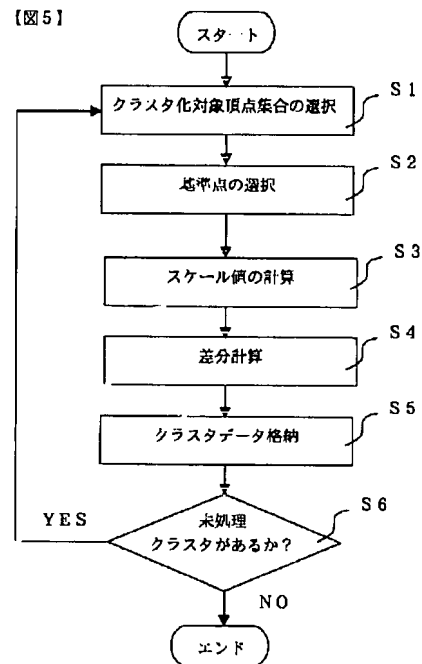 【図5】
スタート
クラスタ化対象頂点集合の選択
S1
基準点の選択
S2
スケール値の計算
S3
差分計算
S4
クラスタデータ格納
S5
未処理
クラスタがあるか?
S6
YES
NO
エンド